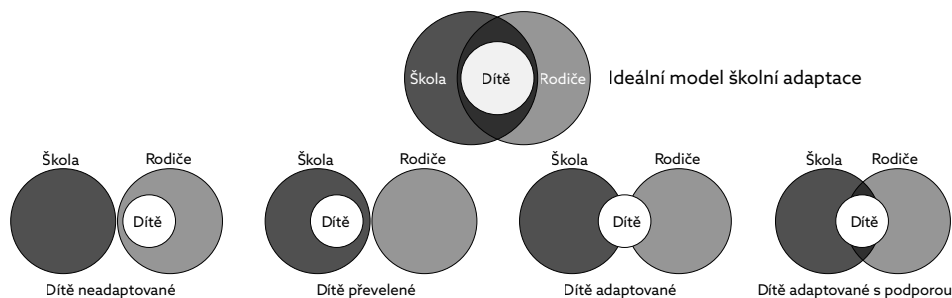 Škola
Dítě
Rodiče
Ideální model školní adaptace
Škola
Rodiče
Škola
Rodiče
Škola
Rodiče
Škola
Rodiče
Dítě
Dítě
Dítě
Dítě
Dítě neadaptované
Dítě převelené
Dítě adaptované
Dítě adaptované s podporou